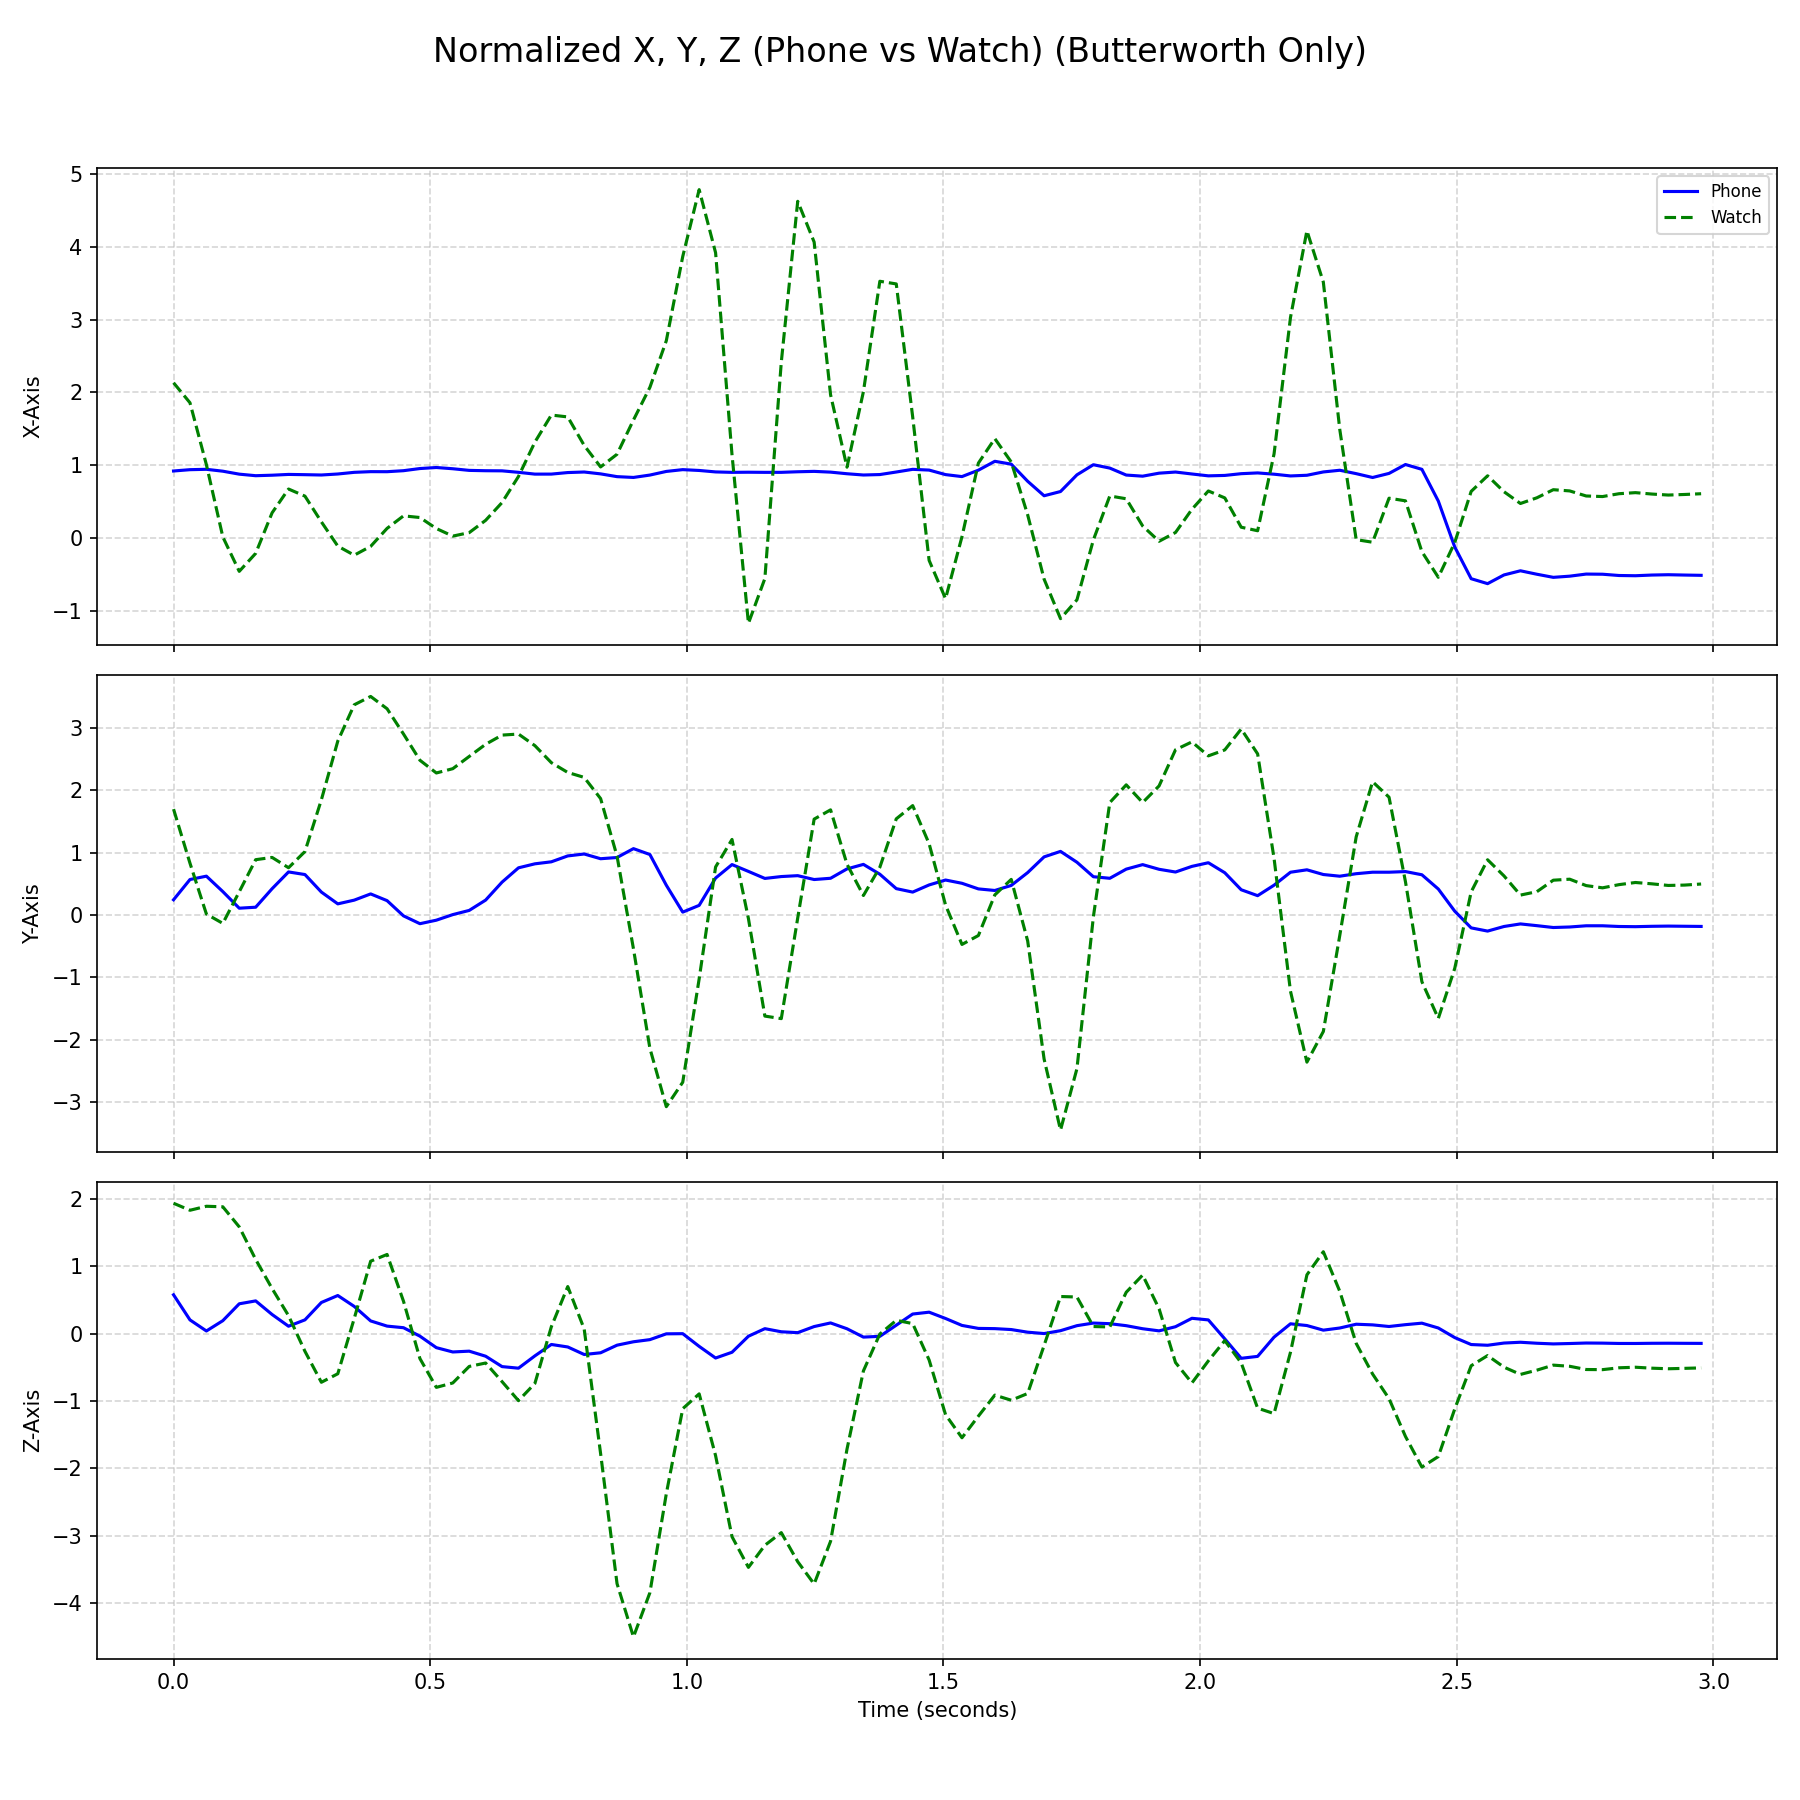 Normalized X, Y, Z (Phone vs Watch) (Butterworth Only)
Phone
Watch
X-Axis
5
4
3
2
1
0
−1
Y-Axis
3
2
1
0
−1
−2
−3
Z-Axis
2
1
0
−1
−2
−3
−4
0.0 0.5 1.0 1.5 2.0 2.5 3.0
Time (seconds)